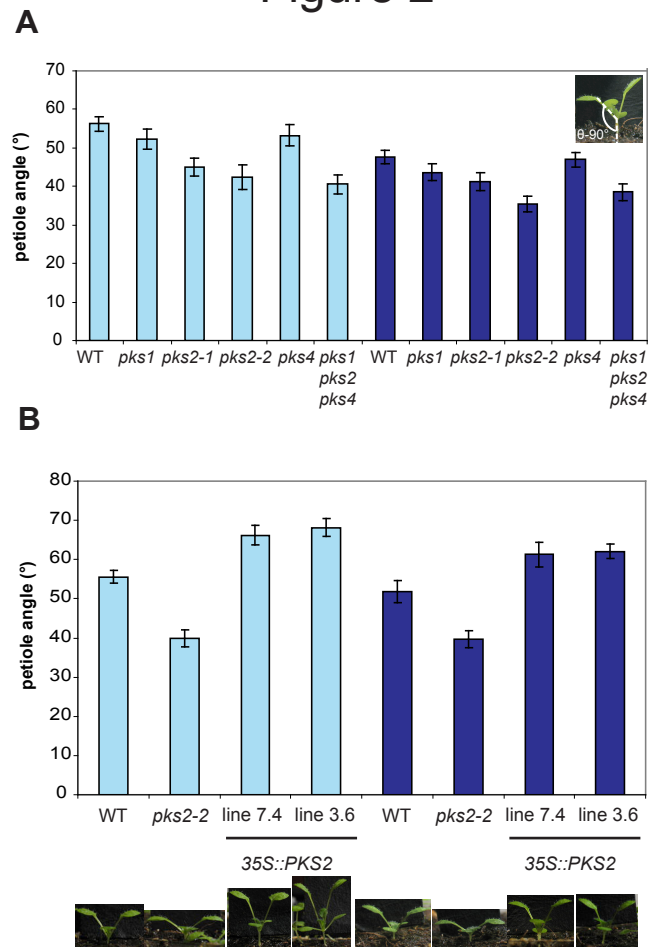 A
70
60
50
40
30
20
10
0
petiole angle (°)
θ-90°
WT pks1 pks2-1 pks2-2 pks4 pks1 WT pks1 pks2-1 pks2-2 pks4 pks1
pks2 pks2
pks4 pks4
B
80
70
60
50
40
30
20
10
0
petiole angle (°)
WT pks2-2 line 7.4 line 3.6 WT pks2-2 line 7.4 line 3.6
35S::PKS2 35S::PKS2